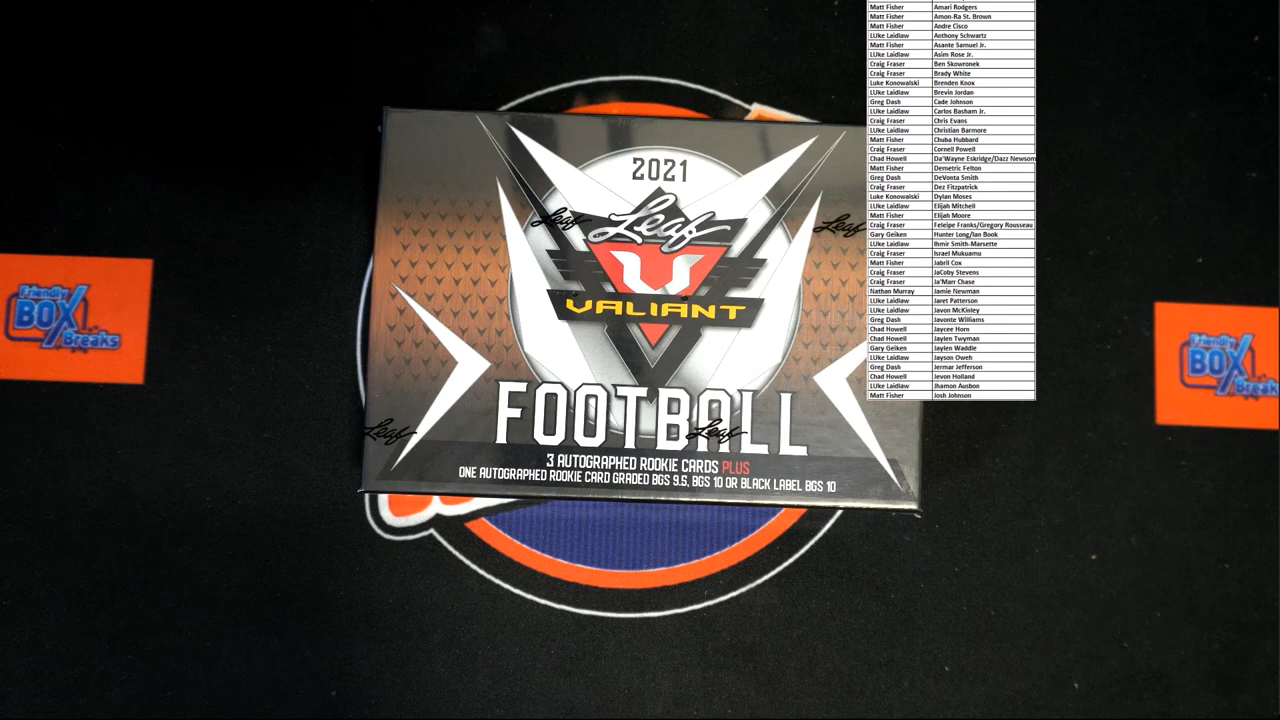 Matt Fisher Amari Rodgers
Matt Fisher Amon-Ra St. Brown
Matt Fisher Andre Cisco
LUke Laidlaw Anthony Schwartz
Matt Fisher Asante Samuel Jr.
LUke Laidlaw Asim Rose Jr.
Craig Fraser Ben Skowronek
Craig Fraser Brady White
Luke Konowalski Brenden Knox
LUke Laidlaw Brevin Jordan
Greg Dash Cade Johnson
LUke Laidlaw Carlos Basham Jr.
Craig Fraser Chris Evans
LUke Laidlaw Christian Barmore
Matt Fisher Chuba Hubbard
Craig Fraser Cornell Powell
Chad Howell Da'Wayne Eskridge/Dazz Newsom
Matt Fisher Demetric Felton
Greg Dash DeVonta Smith
Craig Fraser Dez Fitzpatrick
Luke Konowalski Dylan Moses
LUke Laidlaw Elijah Mitchell
Matt Fisher Elijah Moore
Craig Fraser Feleipe Franks/Gregory Rousseau
Gary Geiken Hunter Long/Ian Book
LUke Laidlaw Ihmir Smith-Marsette
Craig Fraser Israel Mukuamu
Matt Fisher Jabril Cox
Craig Fraser JaCoby Stevens
Craig Fraser Ja'Marr Chase
Nathan Murray Jamie Newman
LUke Laidlaw Jaret Patterson
LUke Laidlaw Javon McKinley
Greg Dash Javonte Williams
Chad Howell Jaycee Horn
Chad Howell Jaylen Twyman
Gary Geiken Jaylen Waddle
LUke Laidlaw Jayson Oweh
Greg Dash Jermar Jefferson
Chad Howell Jevon Holland
LUke Laidlaw Jhamon Ausbon
Matt Fisher Josh Johnson
2021
Leaf
Leaf
Leaf
VALIANT
FOOTBALL
Leaf
Leaf
3 AUTOGRAPHED ROOKIE CARDS PLUS
ONE AUTOGRAPHED ROOKIE CARD GRADED BGS 9.5, BGS 10 OR BLACK LABEL BGS 10
Friendly
BOX
Breaks
Friendly
BOX
Break